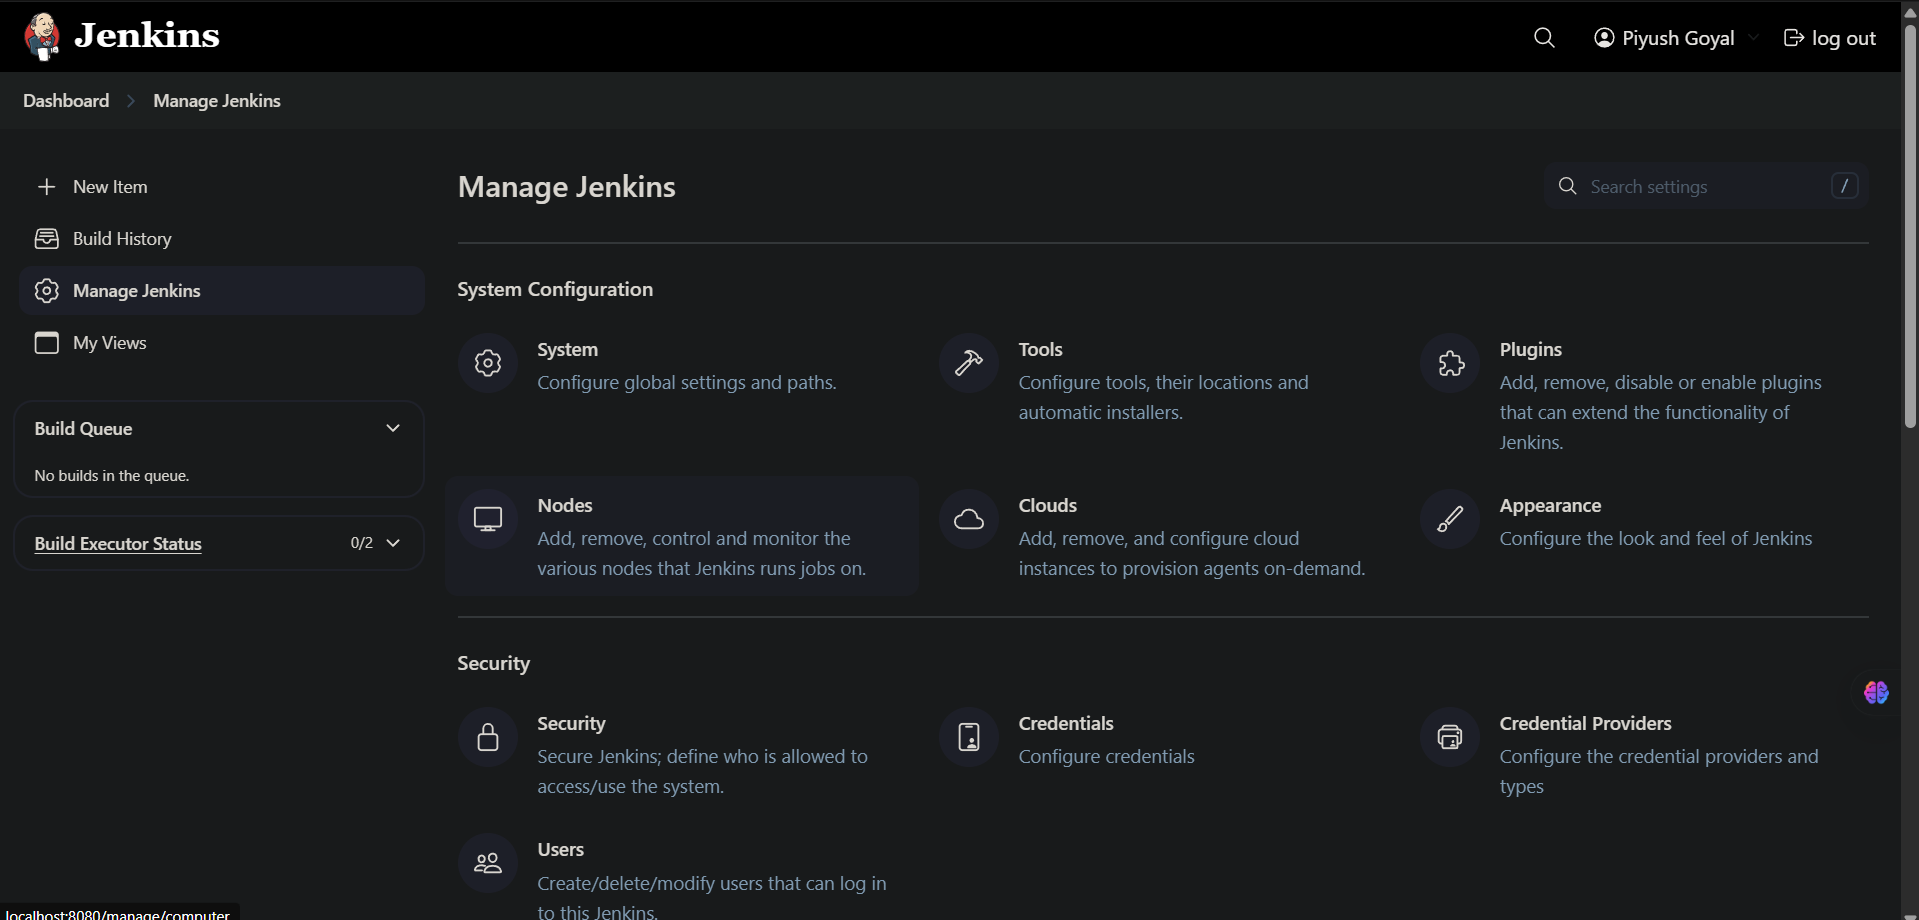 Jenkins
Piyush Goyal
log out
Dashboard
Manage Jenkins
New Item
Build History
Manage Jenkins
My Views
Build Queue
No builds in the queue.
Build Executor Status
0/2
Manage Jenkins
Search settings
/
System Configuration
System
Configure global settings and paths.
Tools
Configure tools, their locations and
automatic installers.
Plugins
Add, remove, disable or enable plugins
that can extend the functionality of
Jenkins.
Nodes
Add, remove, control and monitor the
various nodes that Jenkins runs jobs on.
Clouds
Add, remove, and configure cloud
instances to provision agents on-demand.
Appearance
Configure the look and feel of Jenkins
Security
Security
Secure Jenkins; define who is allowed to
access/use the system.
Credentials
Configure credentials
Credential Providers
Configure the credential providers and
types
Users
Create/delete/modify users that can log in
to this Jenkins.
localhost:8080/manage/computer